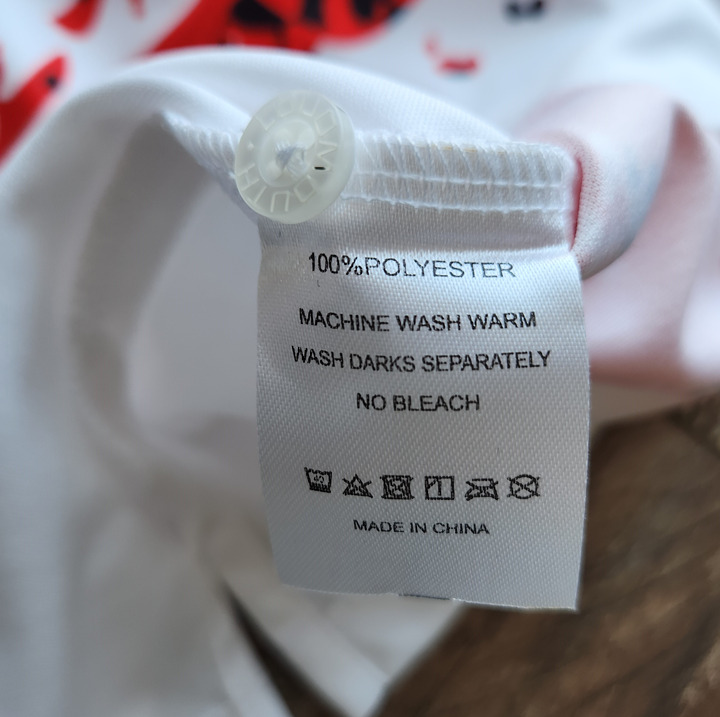 100%POLYESTER
MACHINE WASH WARM
WASH DARKS SEPARATELY
NO BLEACH
MADE IN CHINA